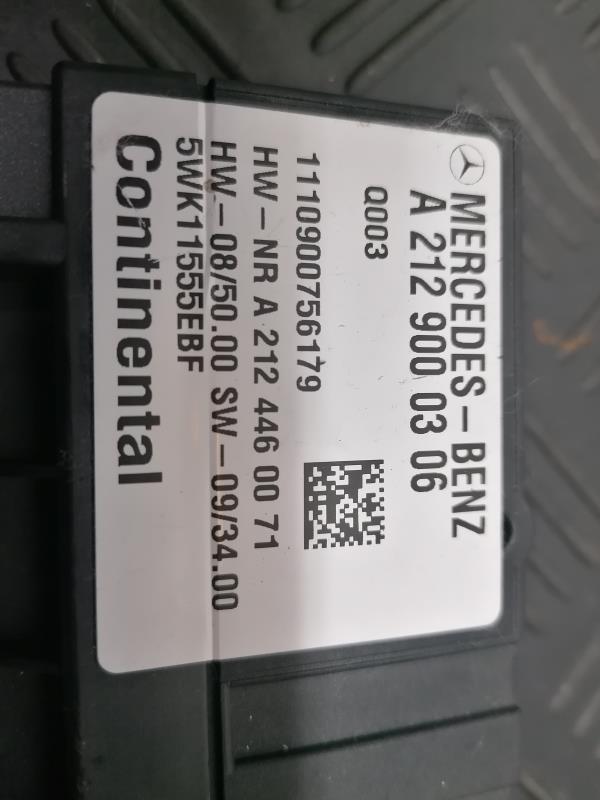 MERCEDES-BENZ
A 212 900 03 06
Q003
1110900756179
HW-NR A 212 446 00 71
HW-08/50.00 SW-09/34.00
5WK11555EBF
Continental